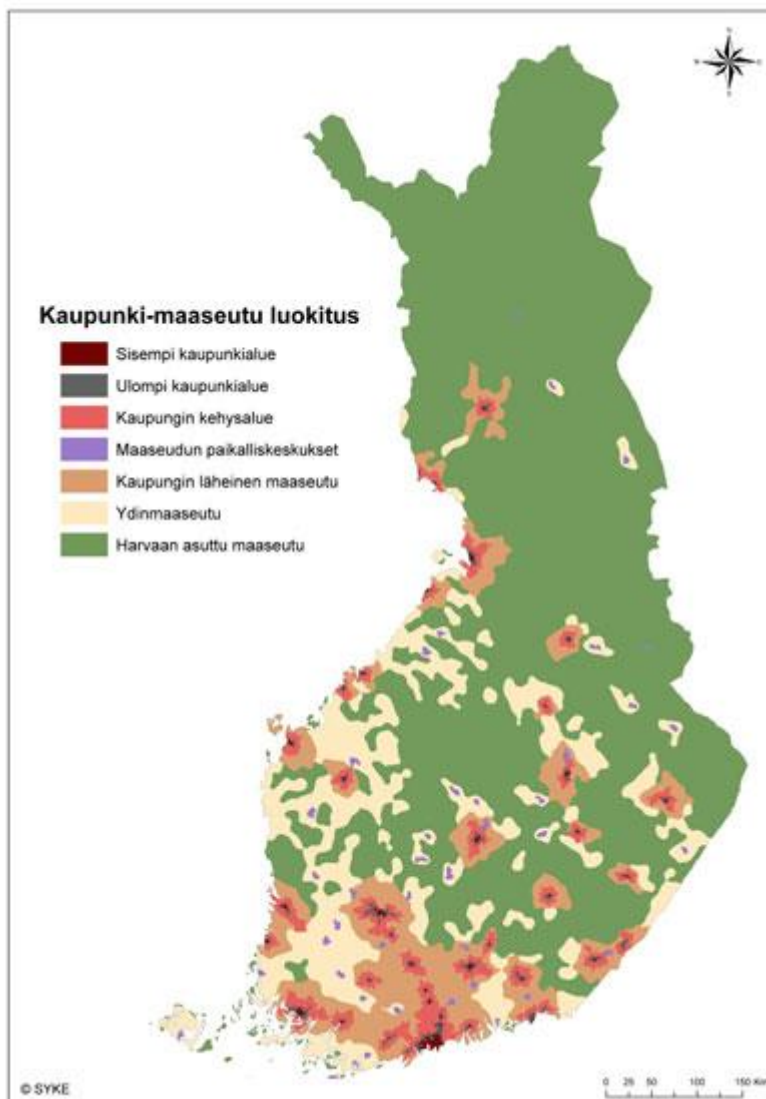 Kaupunki-maaseutu luokitus
Sisempi kaupunkialue
Ulompi kaupunkialue
Kaupungin kehysalue
Maaseudun paikalliskeskukset
Kaupungin läheinen maaseutu
Ydinmaaseutu
Harvaan asuttu maaseutu
© SYKE
0 25 50 100 150 Km